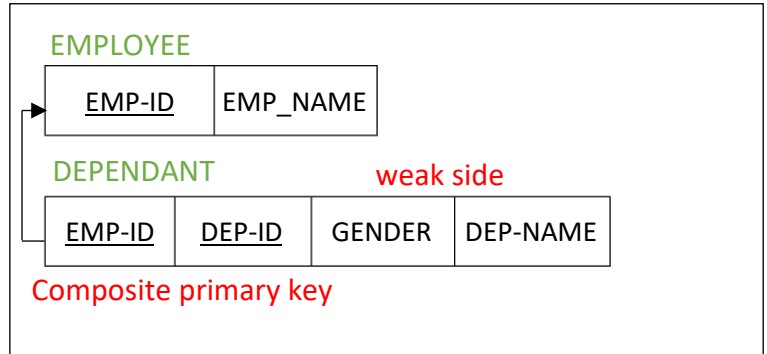 EMPLOYEE
EMP-ID EMP_NAME
DEPENDANT weak side
EMP-ID DEP-ID GENDER DEP-NAME
Composite primary key